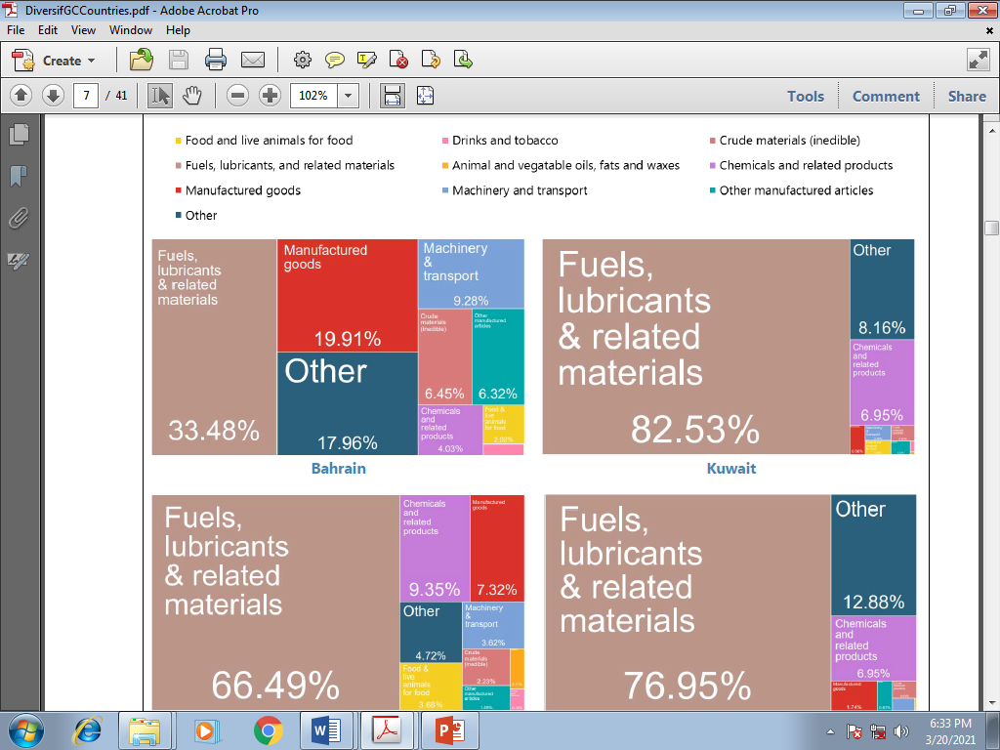 DiversifGCCountries.pdf - Adobe Acrobat Pro
File Edit View Window Help
Create
7 / 41 102% Tools Comment Share
Food and live animals for food
Drinks and tobacco
Crude materials (inedible)
Fuels, lubricants, and related materials
Animal and vegatable oils, fats and waxes
Chemicals and related products
Manufactured goods
Machinery and transport
Other manufactured articles
Other
Fuels,
lubricants
& related
materials
33.48%
Manufactured
goods
19.91%
Other
17.96%
Machinery
&
transport
9.28%
Crude
materials
(inedible)
6.45%
Other
manufactured
articles
6.32%
Chemicals
and
related
products
4.03%
Food &
live
animals
for food
2.02%
Bahrain
Fuels,
lubricants
& related
materials
82.53%
Other
8.16%
Chemicals
and
related
products
6.95%
Kuwait
Fuels,
lubricants
& related
materials
66.49%
Chemicals
and
related
products
9.35%
Manufactured
goods
7.32%
Other
4.72%
Machinery
&
transport
3.62%
Food &
live
animals
for food
3.68%
Crude
materials
(inedible)
2.23%
Other
manufactured
articles
Fuels,
lubricants
& related
materials
76.95%
Other
12.88%
Chemicals
and
related
products
6.95%
Manufactured
goods
1.74%
6:33 PM
3/20/2021